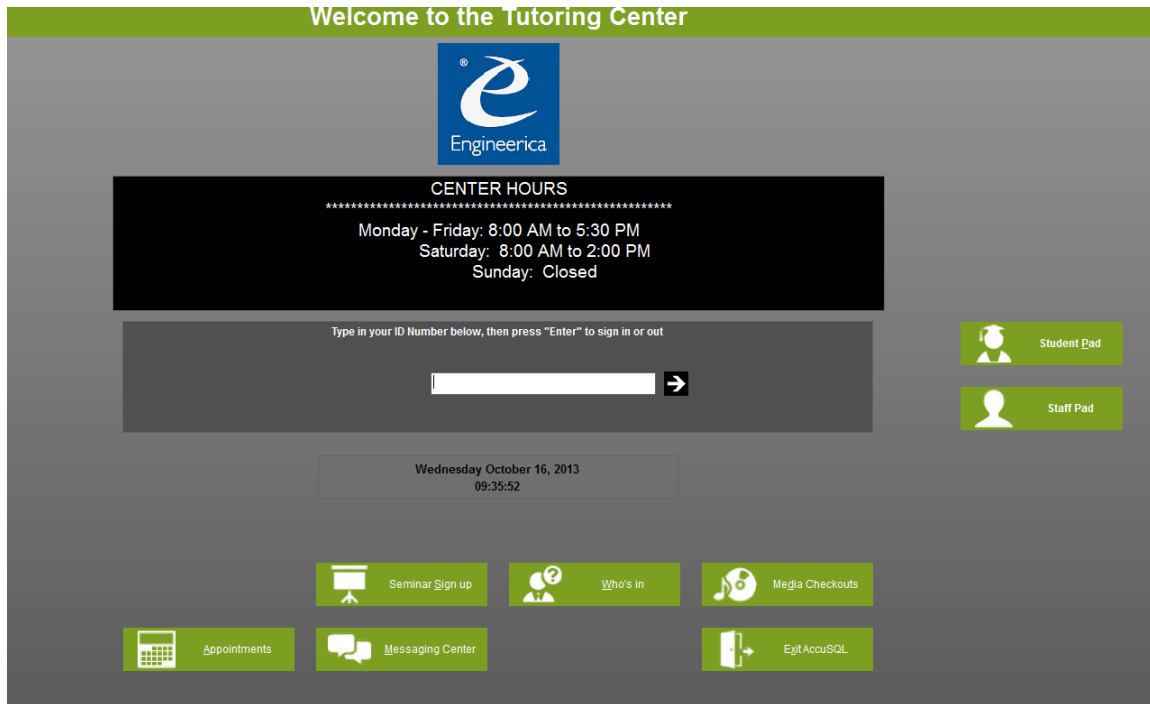 Welcome to the Tutoring Center
®
Engineerica
CENTER HOURS
*******************************************************
Monday - Friday: 8:00 AM to 5:30 PM
Saturday: 8:00 AM to 2:00 PM
Sunday: Closed
Type in your ID Number below, then press "Enter" to sign in or out
Student Pad
Staff Pad
Wednesday October 16, 2013
09:35:52
Seminar Sign up
Who's in
Media Checkouts
Appointments
Messaging Center
Exit AccuSQL